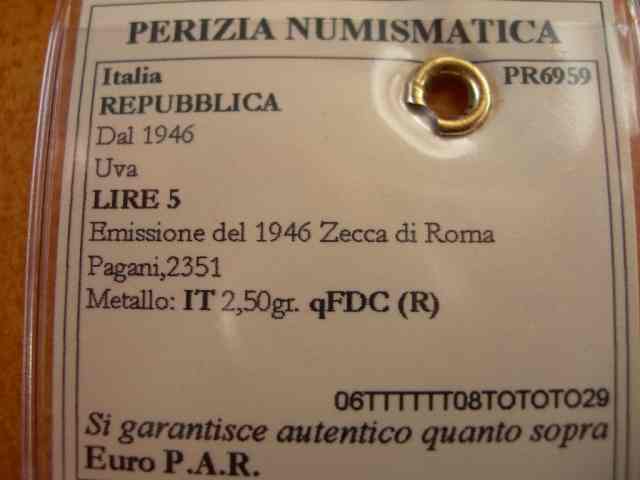 PERIZIA NUMISMATICA
Italia PR6959
REPUBBLICA
Dal 1946
Uva
LIRE 5
Emissione del 1946 Zecca di Roma
Pagani,2351
Metallo: IT 2,50gr. qFDC (R)
06TTTTTT08TOTOTO29
Si garantisce autentico quanto sopra
Euro P.A.R.